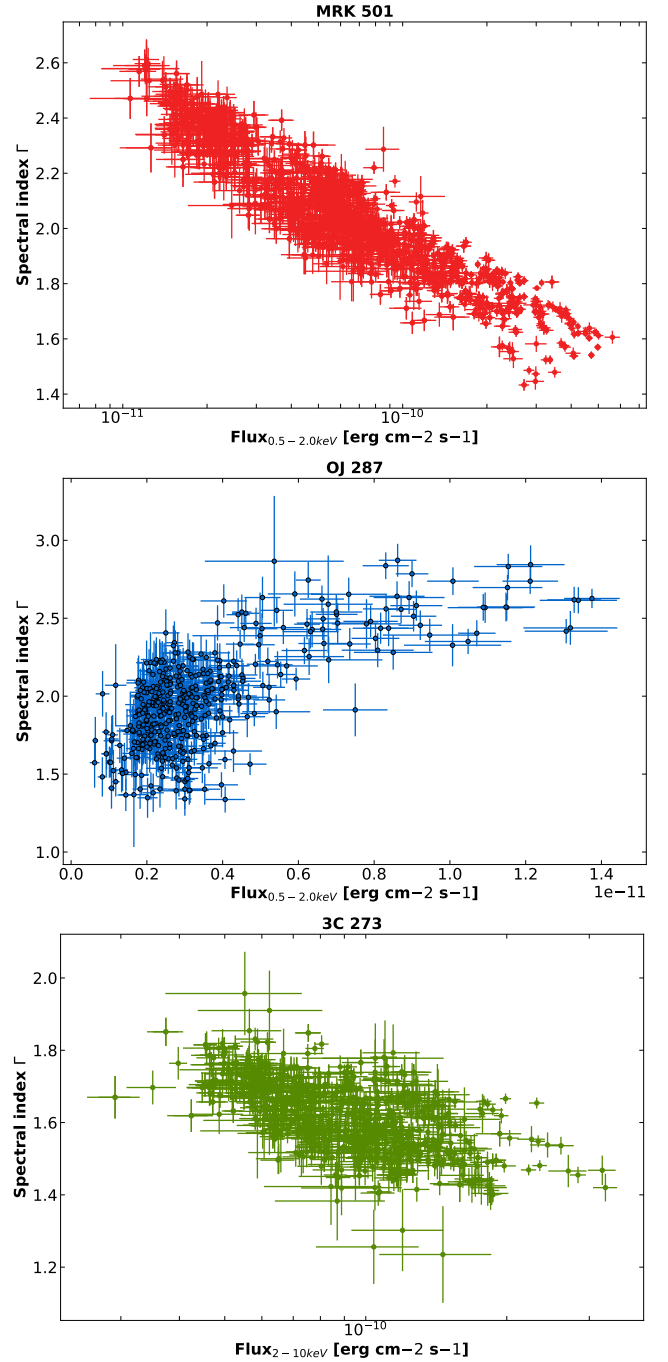 MRK 501
Spectral index Γ
2.6
2.4
2.2
2.0
1.8
1.6
1.4
10⁻¹¹
10⁻¹⁰
Flux₀.₅₋₂.₀keV [erg cm−2 s−1]
OJ 287
Spectral index Γ
3.0
2.5
2.0
1.5
1.0
0.0
0.2
0.4
0.6
0.8
1.0
1.2
1.4
1e−11
Flux₀.₅₋₂.₀keV [erg cm−2 s−1]
3C 273
Spectral index Γ
2.0
1.8
1.6
1.4
1.2
10⁻¹⁰
Flux₂₋₁₀keV [erg cm−2 s−1]